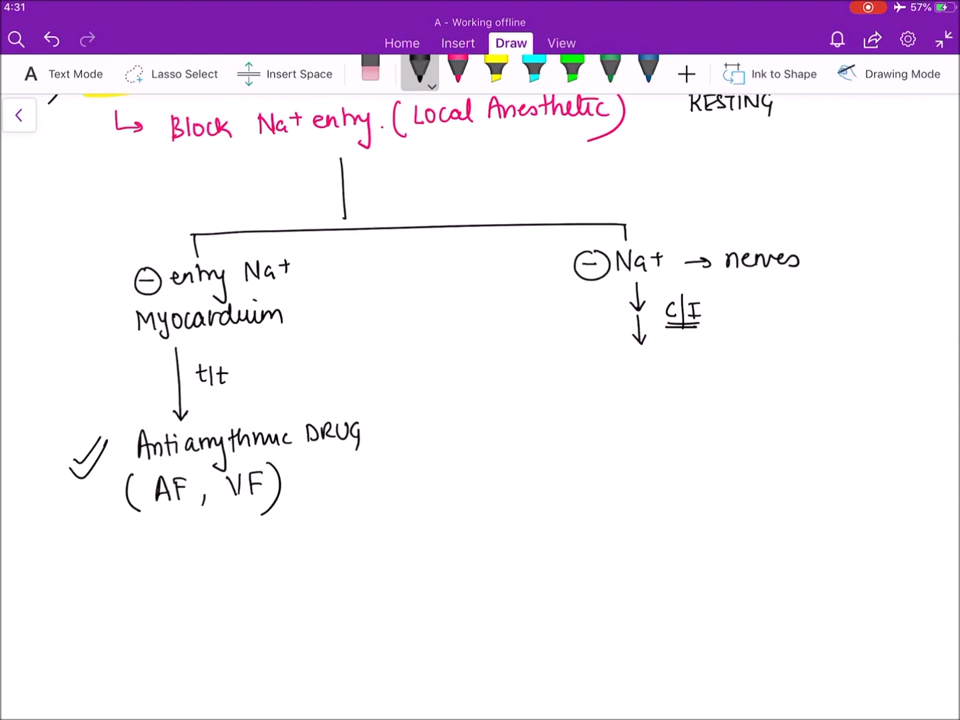 4:31
57%
A - Working offline
Home Insert Draw View
A Text Mode Lasso Select Insert Space + Ink to Shape Drawing Mode
RESTING
↳ Block Na+ entry. (Local Anesthetic)
⊖ entry Na+
Myocarduim
⊖ Na+ → nerves
C/I
t/t
Antiarrythmic DRUG
(AF, VF)